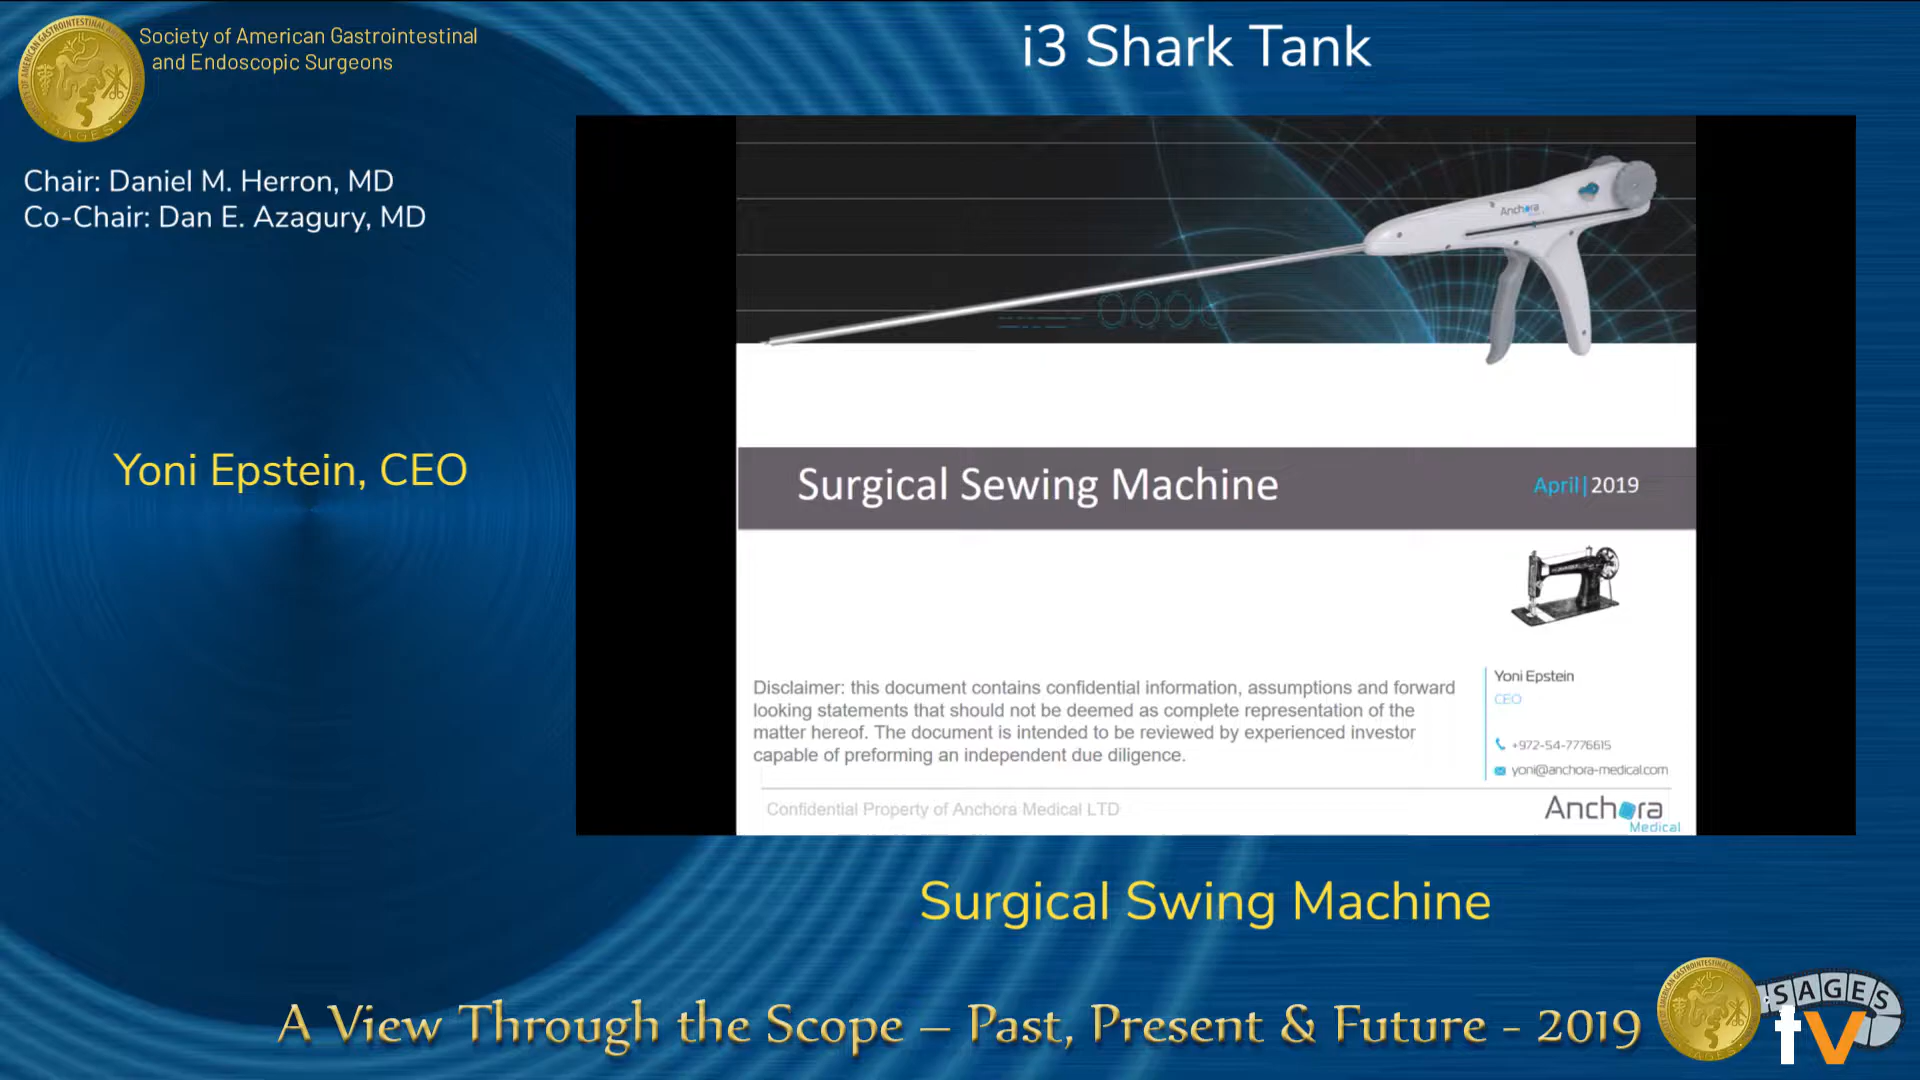 Society of American Gastrointestinal
and Endoscopic Surgeons
i3 Shark Tank
Chair: Daniel M. Herron, MD
Co-Chair: Dan E. Azagury, MD
Yoni Epstein, CEO
Anchora
Surgical Sewing Machine
April|2019
Disclaimer: this document contains confidential information, assumptions and forward
looking statements that should not be deemed as complete representation of the
matter hereof. The document is intended to be reviewed by experienced investor
capable of preforming an independent due diligence.
Yoni Epstein
CEO
+972-54-7776615
yoni@anchora-medical.com
Confidential Property of Anchora Medical LTD
Anchora
Medical
Surgical Swing Machine
A View Through the Scope – Past, Present & Future - 2019
SAGES
tv